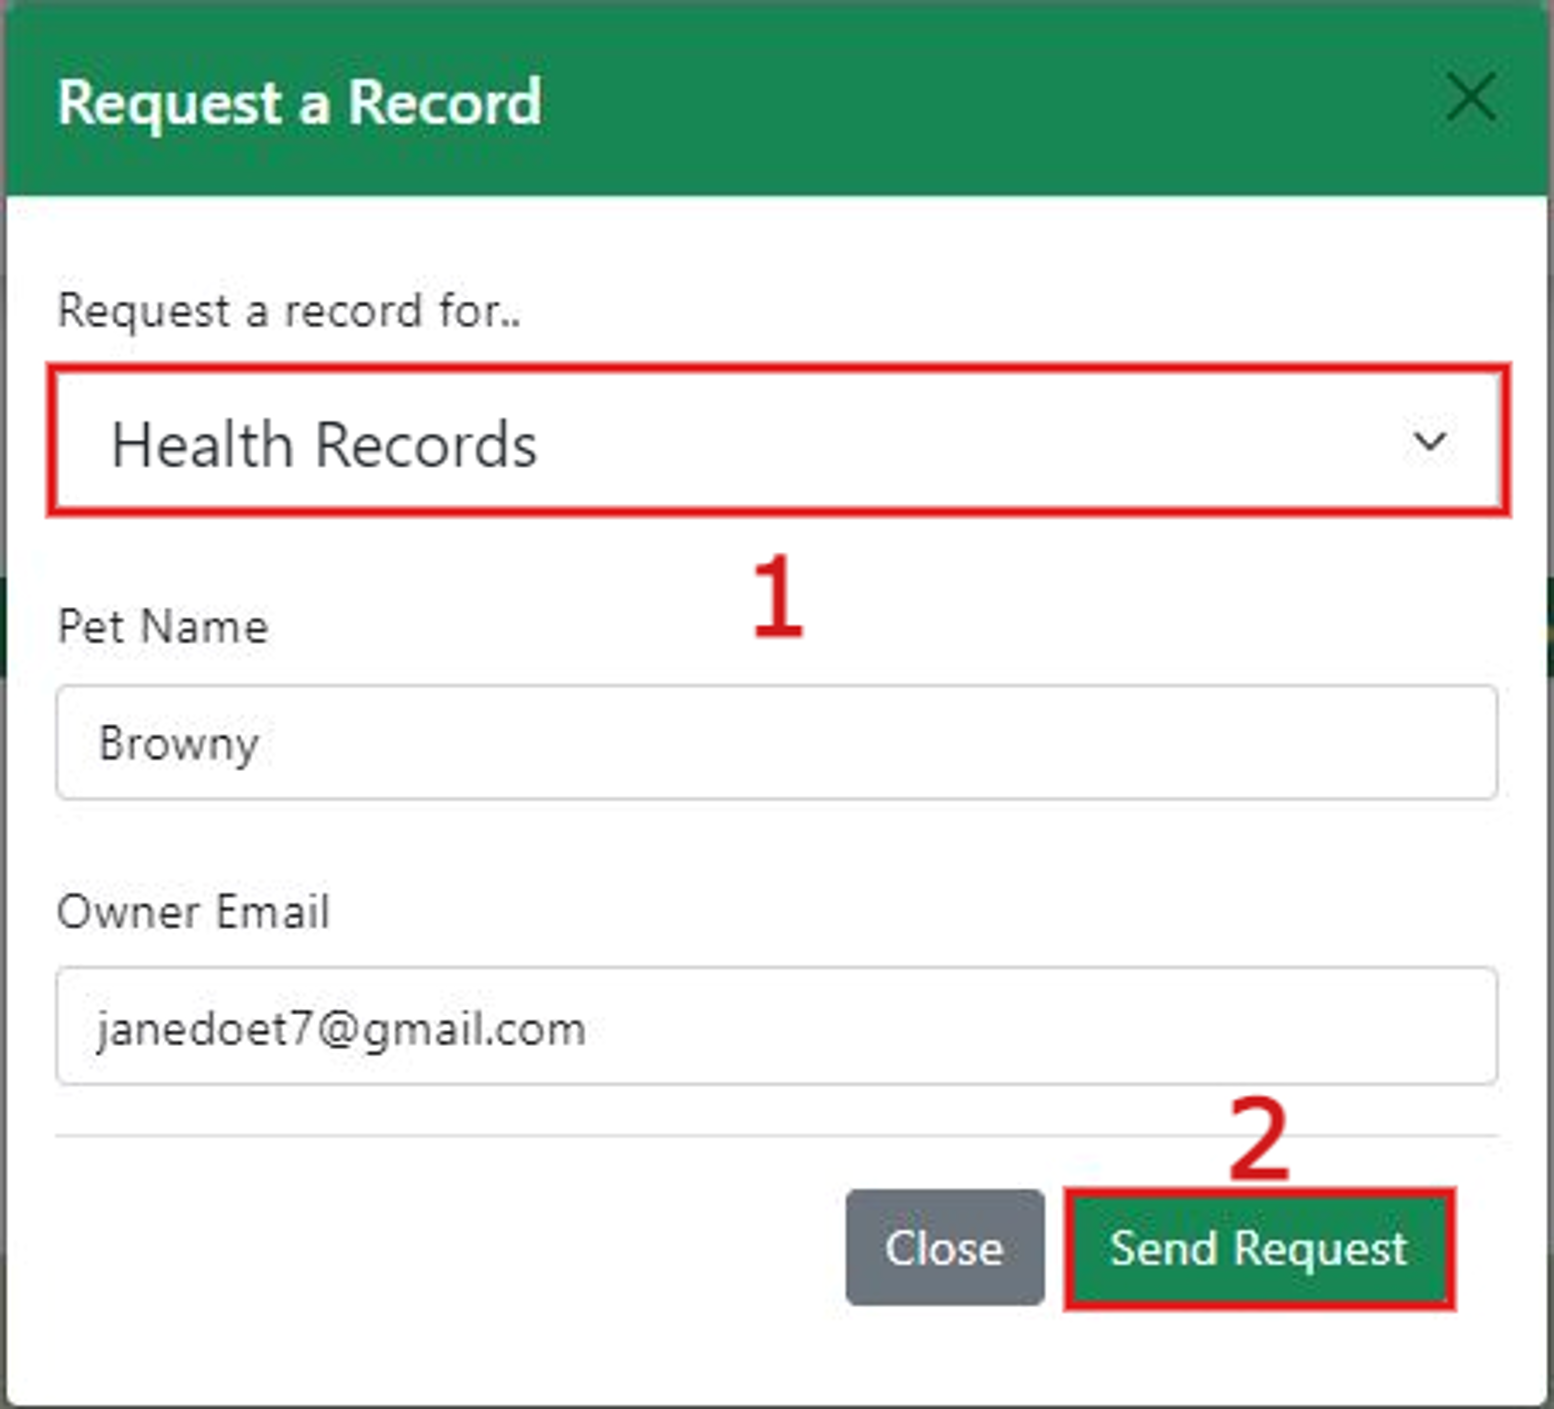 Request a Record
Request a record for..
Health Records
1
Pet Name
Browny
Owner Email
janedoet7@gmail.com
2
Close Send Request